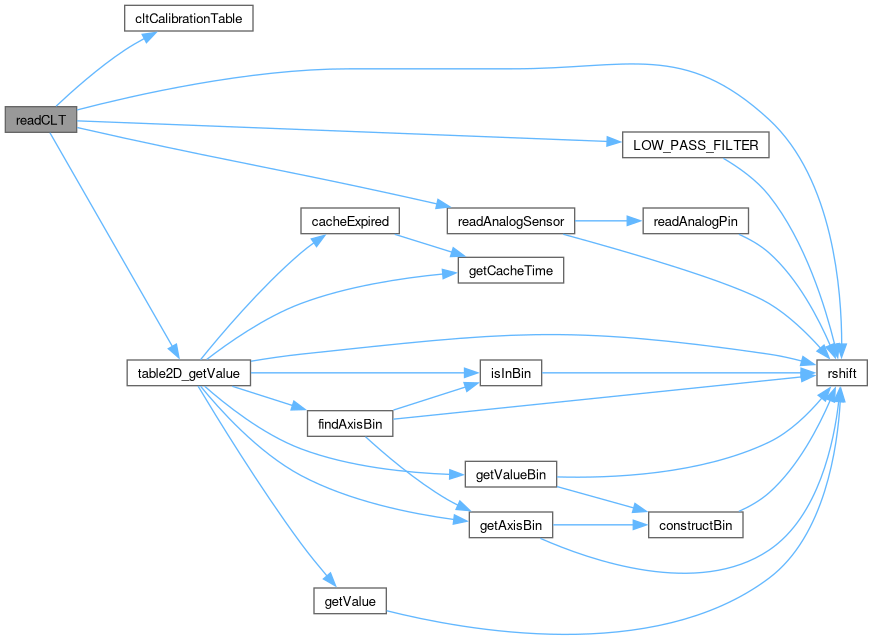 cltCalibrationTable
readCLT
LOW_PASS_FILTER
cacheExpired
readAnalogSensor
readAnalogPin
getCacheTime
table2D_getValue
isInBin
rshift
findAxisBin
getValueBin
getAxisBin
constructBin
getValue